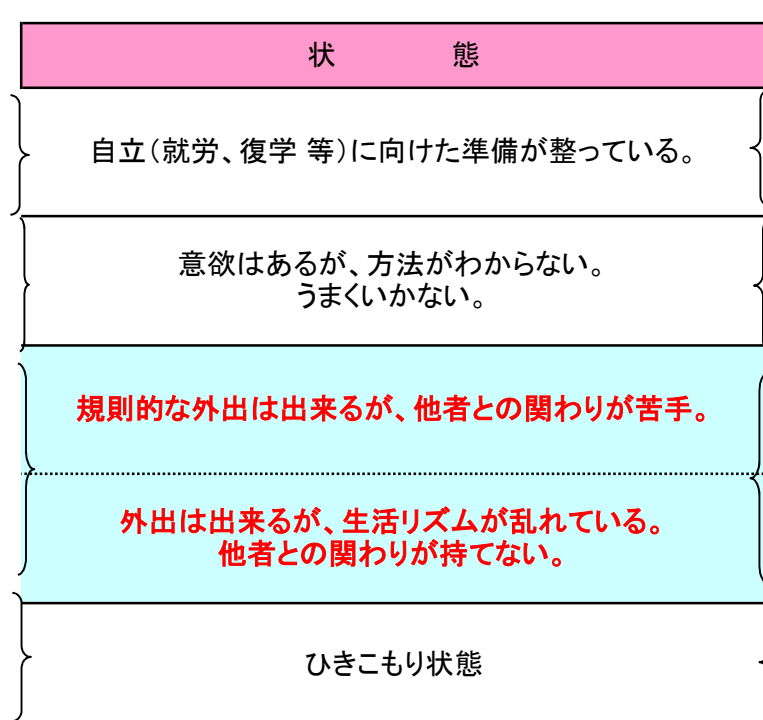 状　態
自立（就労、復学 等）に向けた準備が整っている。
意欲はあるが、方法がわからない。
うまくいかない。
規則的な外出は出来るが、他者との関わりが苦手。
外出は出来るが、生活リズムが乱れている。
他者との関わりが持てない。
ひきこもり状態